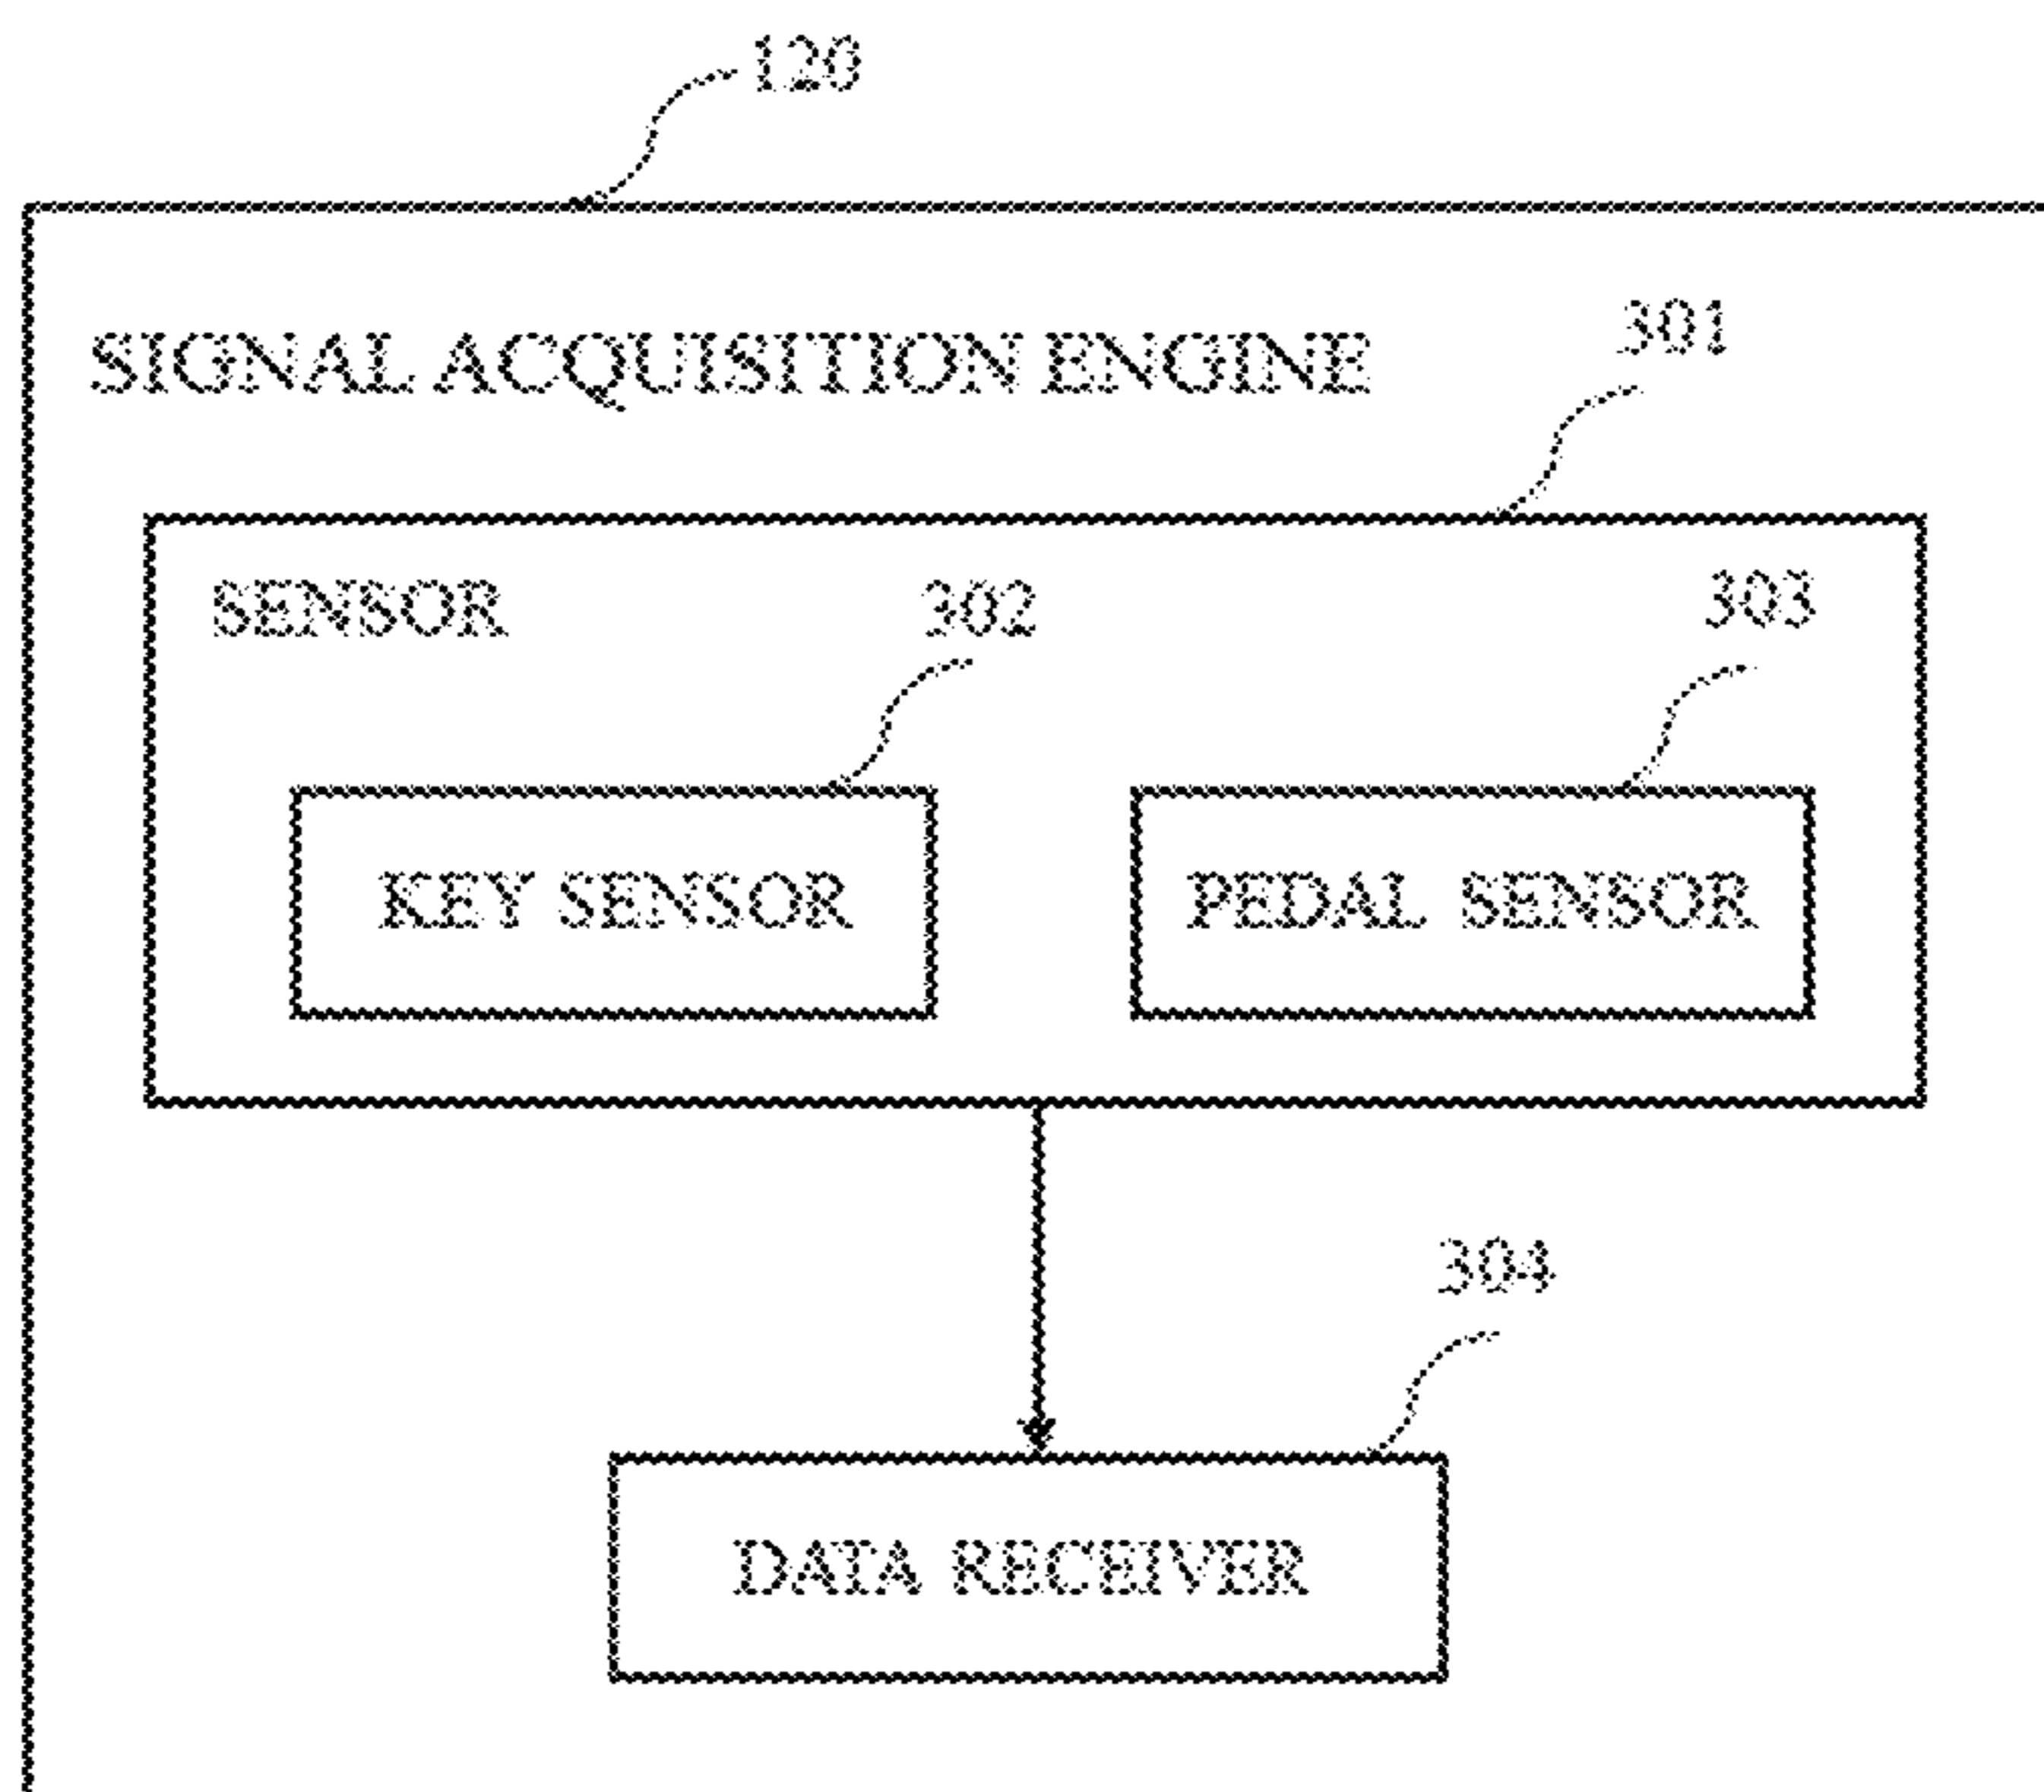 120
SIGNAL ACQUISITION ENGINE
301
SENSOR
302
303
KEY SENSOR
PEDAL SENSOR
304
DATA RECEIVER